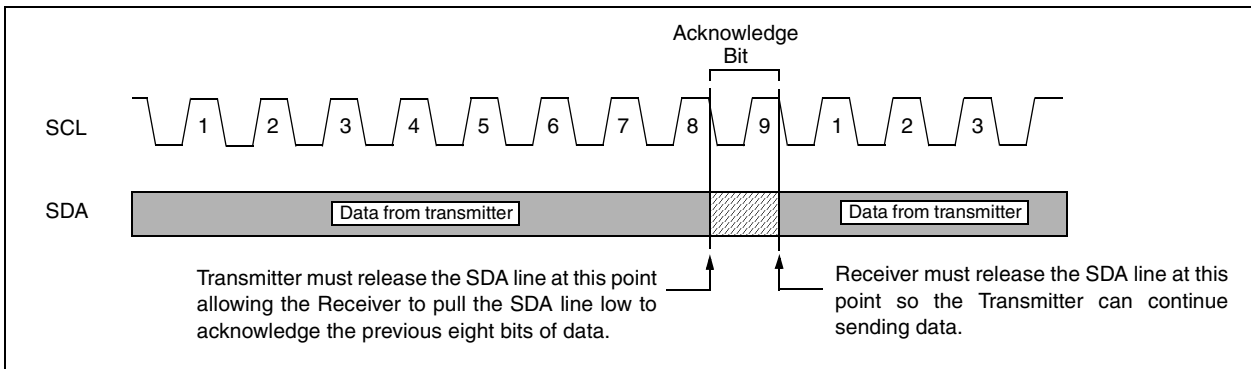 Acknowledge
Bit
SCL
1 2 3 4 5 6 7 8 9 1 2 3
SDA
Data from transmitter
Data from transmitter
Transmitter must release the SDA line at this point
allowing the Receiver to pull the SDA line low to
acknowledge the previous eight bits of data.
Receiver must release the SDA line at this
point so the Transmitter can continue
sending data.